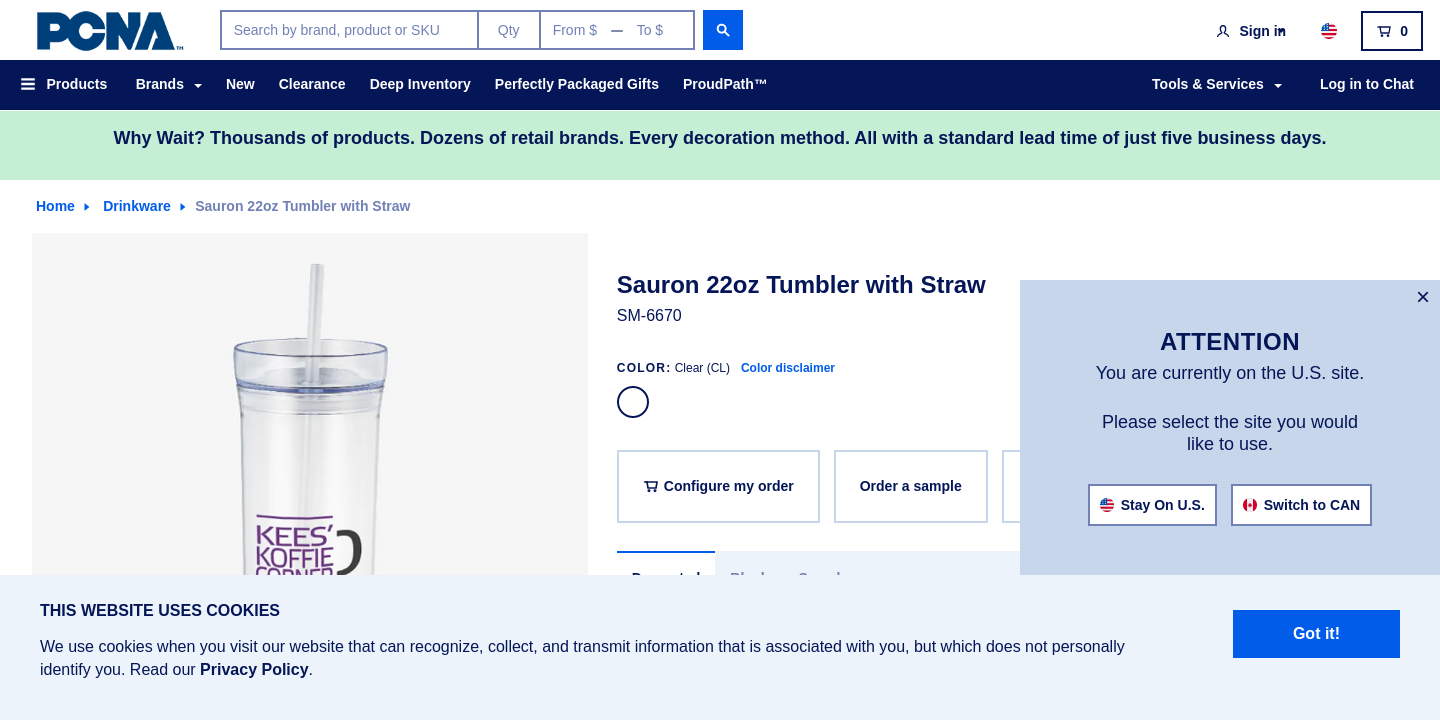 PCNA™
Search by brand, product or SKU
Qty
From $ — To $
Sign in
0
Products
Brands
New
Clearance
Deep Inventory
Perfectly Packaged Gifts
ProudPath™
Tools & Services
Log in to Chat
Why Wait? Thousands of products. Dozens of retail brands. Every decoration method. All with a standard lead time of just five business days.
Home
Drinkware
Sauron 22oz Tumbler with Straw
Sauron 22oz Tumbler with Straw
SM-6670
COLOR: Clear (CL) Color disclaimer
Configure my order
Order a sample
KEES'
KOFFIE
CORNER
×
ATTENTION
You are currently on the U.S. site.
Please select the site you would
like to use.
Stay On U.S.
Switch to CAN
THIS WEBSITE USES COOKIES
We use cookies when you visit our website that can recognize, collect, and transmit information that is associated with you, but which does not personally
identify you. Read our Privacy Policy.
Got it!